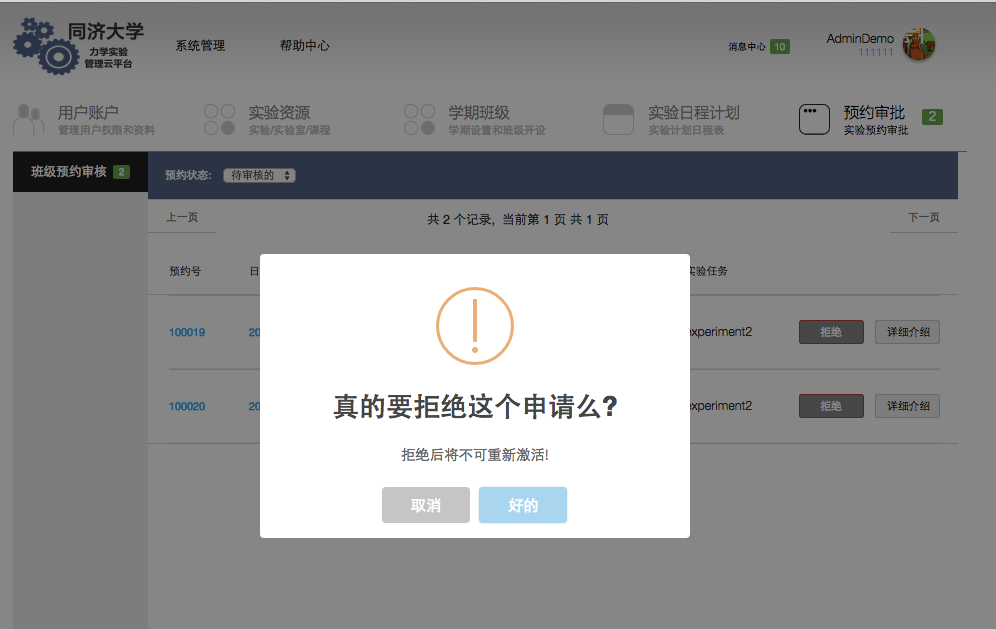 同济大学
力学实验
管理云平台
系统管理
帮助中心
消息中心 10
AdminDemo
111111
用户账户
管理用户权限和资料
实验资源
实验/实验室/课程
学期班级
学期设置和班级开设
实验日程计划
实验计划日程表
预约审批 2
实验预约审批
班级预约审核 2
预约状态: 待审核的
上一页
共 2 个记录, 当前第 1 页 共 1 页
下一页
预约号
日
实验任务
100019
20
experiment2
拒绝
详细介绍
100020
20
experiment2
拒绝
详细介绍
真的要拒绝这个申请么?
拒绝后将不可重新激活!
取消
好的